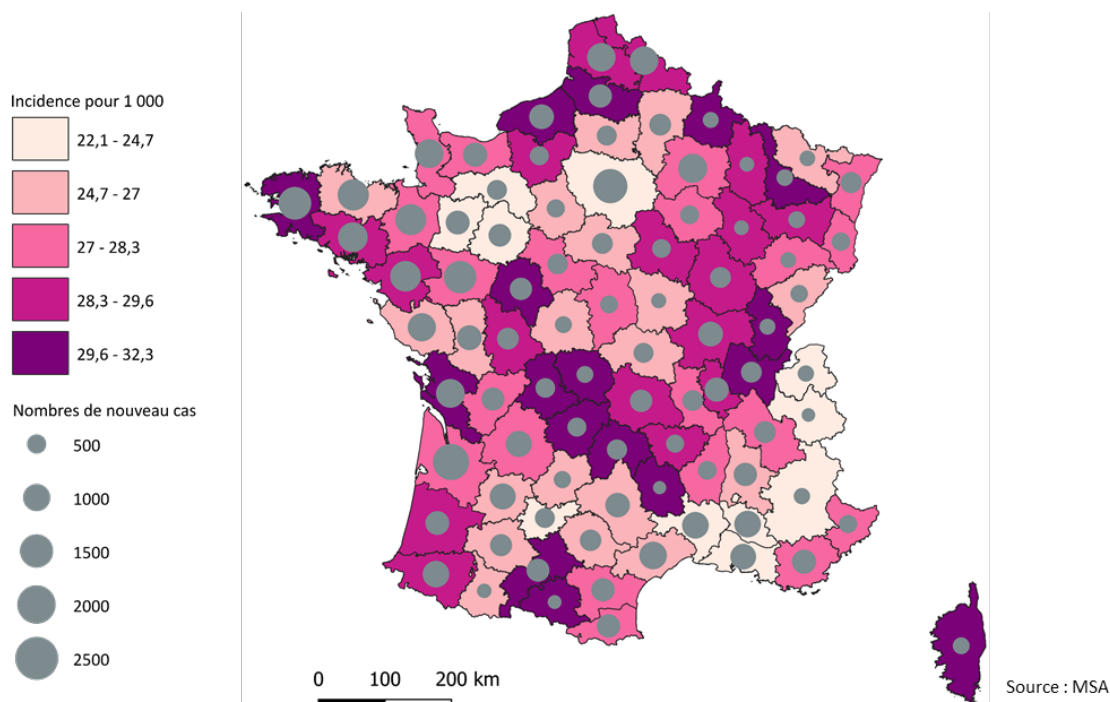 Incidence pour 1 000
22,1 - 24,7
24,7 - 27
27 - 28,3
28,3 - 29,6
29,6 - 32,3
Nombres de nouveau cas
500
1000
1500
2000
2500
0 100 200 km
Source : MSA